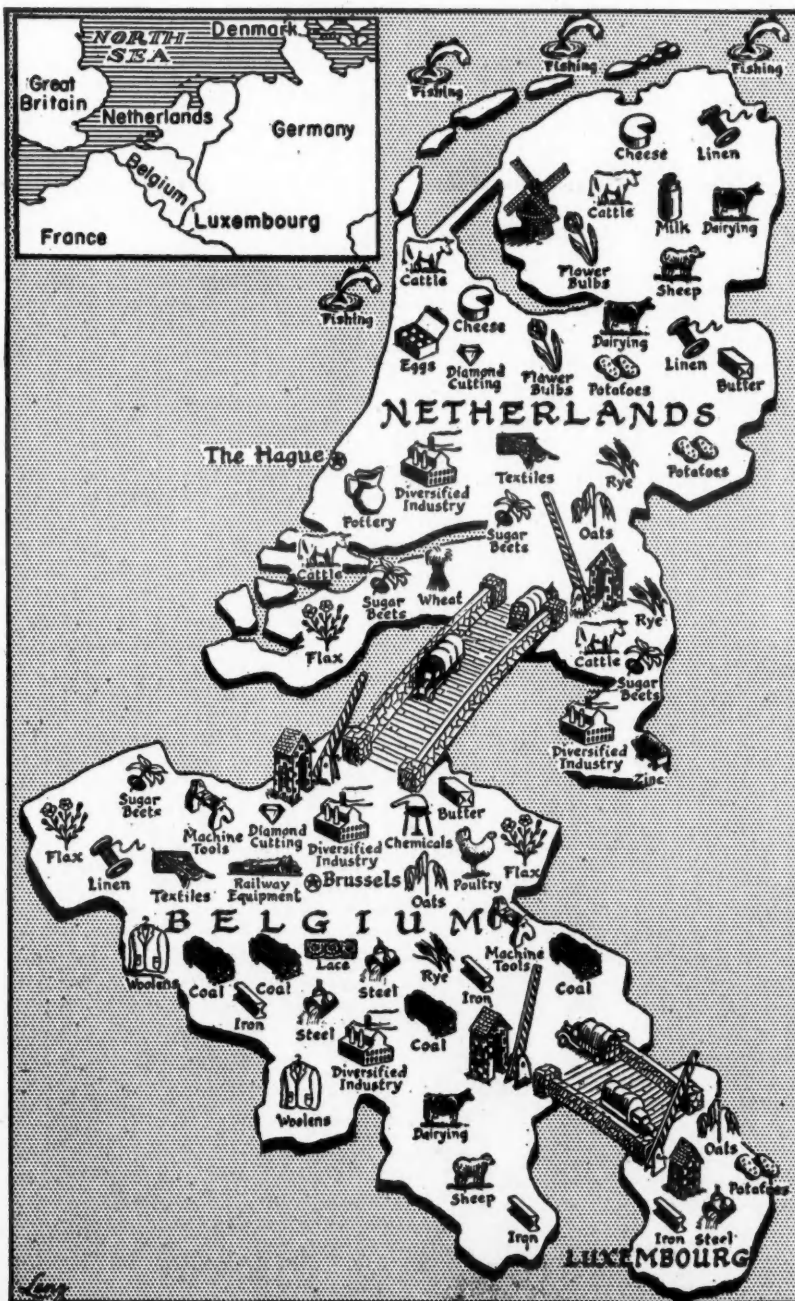 NORTH
SEA
Denmark
Great
Britain
Netherlands
Germany
Belgium
Luxembourg
France
Fishing
Fishing
Fishing
Cheese
Linen
Cattle
Milk
Dairying
Flower
Bulbs
Sheep
Cattle
Fishing
Cheese
Dairying
Eggs
Diamond
Cutting
Flower
Bulbs
Potatoes
Linen
Butter
NETHERLANDS
The Hague
Diversified
Industry
Textiles
Rye
Potatoes
Pottery
Sugar
Beets
Oats
Cattle
Sugar
Beets
Wheat
Rye
Flax
Cattle
Sugar
Beets
Diversified
Industry
Zinc
Sugar
Beets
Flax
Machine
Tools
Diamond
Cutting
Diversified
Industry
Chemicals
Butter
Flax
Linen
Textiles
Railway
Equipment
Brussels
Oats
Poultry
BELGIUM
Woolens
Coal
Coal
Lace
Steel
Rye
Machine
Tools
Iron
Coal
Iron
Steel
Coal
Diversified
Industry
Woolens
Dairying
Oats
Sheep
Potatoes
Iron
Iron
Steel
LUXEMBOURG
Lang